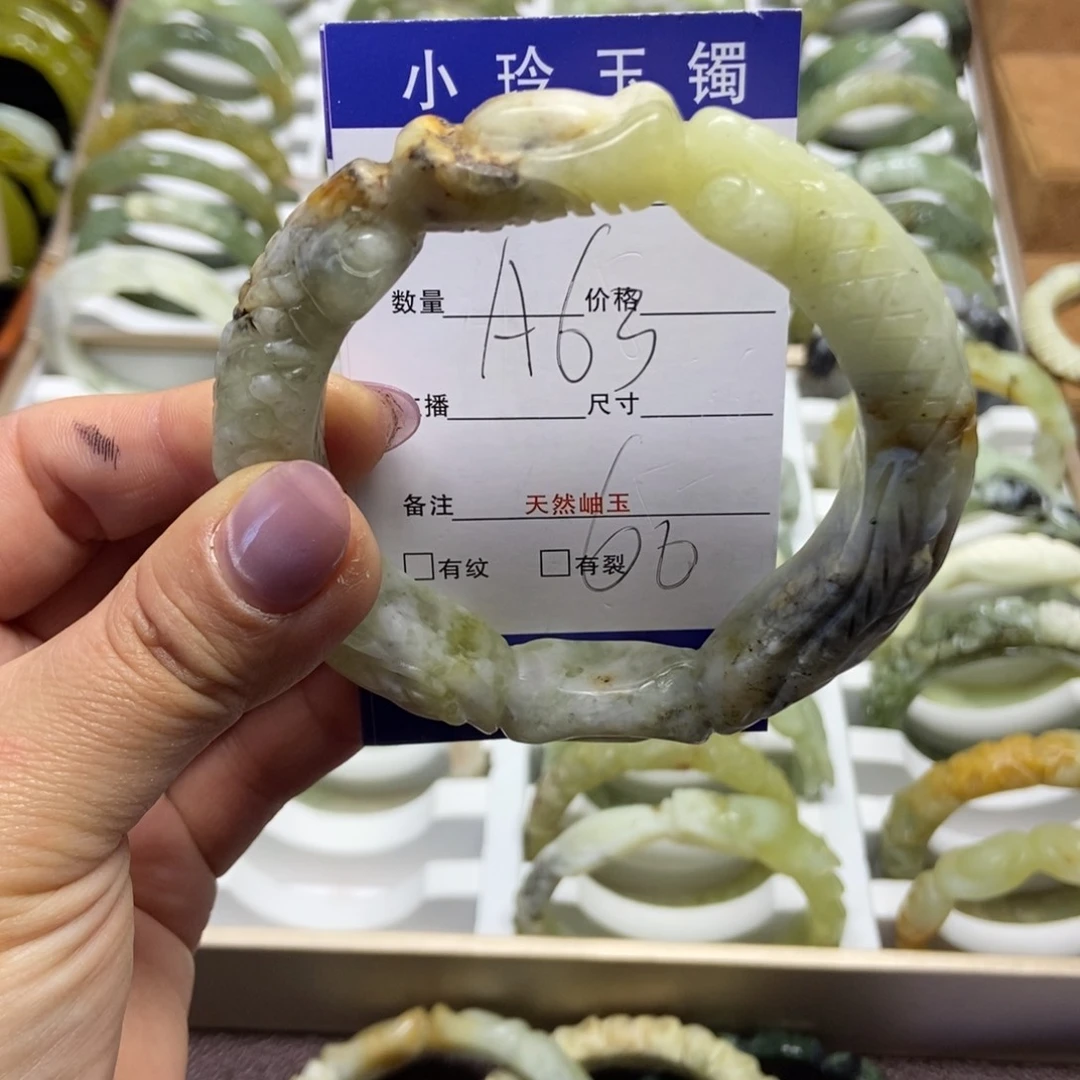 小玲玉镯
数量 A63 价格
播 尺寸
备注 天然岫玉
□有纹 □有裂 66